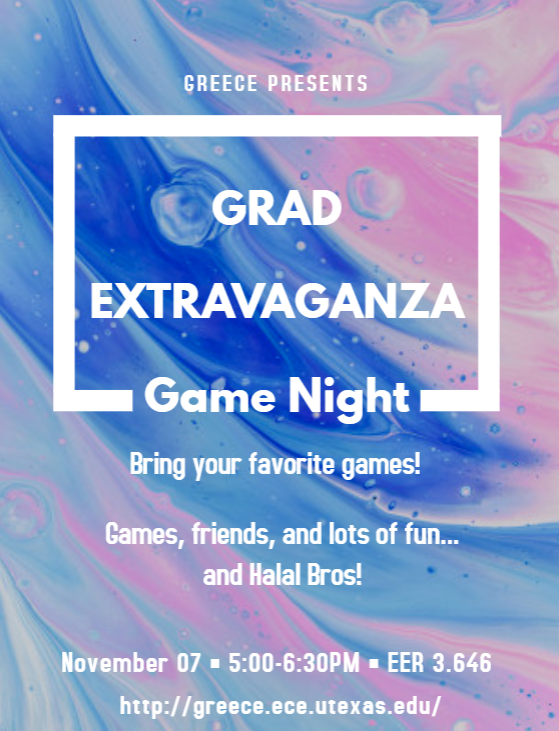 GREECE PRESENTS
GRAD
EXTRAVAGANZA
Game Night
Bring your favorite games!
Games, friends, and lots of fun...
and Halal Bros!
November 07 ▪ 5:00-6:30PM ▪ EER 3.646
http://greece.ece.utexas.edu/